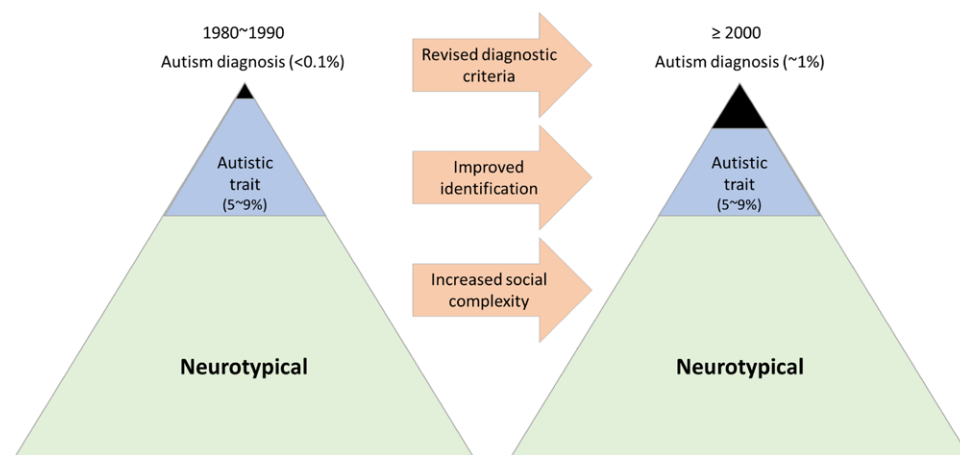 1980~1990
Autism diagnosis (<0.1%)
Autistic
trait
(5~9%)
Neurotypical
Revised diagnostic
criteria
Improved
identification
Increased social
complexity
≥ 2000
Autism diagnosis (~1%)
Autistic
trait
(5~9%)
Neurotypical